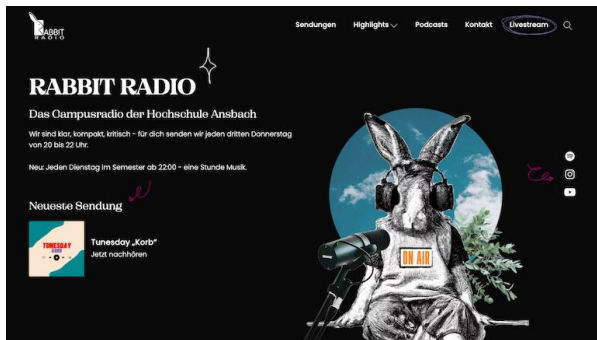 RABBIT
RADIO
Sendungen
Highlights
Podcasts
Kontakt
Livestream
RABBIT RADIO
Das Campusradio der Hochschule Ansbach
Wir sind klar, kompakt, kritisch - für dich senden wir jeden dritten Donnerstag
von 20 bis 22 Uhr.
Neu: Jeden Dienstag im Semester ab 22:00 - eine Stunde Musik.
Neueste Sendung
TUNESDAY
KORB
Tunesday „Korb“
Jetzt nachhören
ON AIR